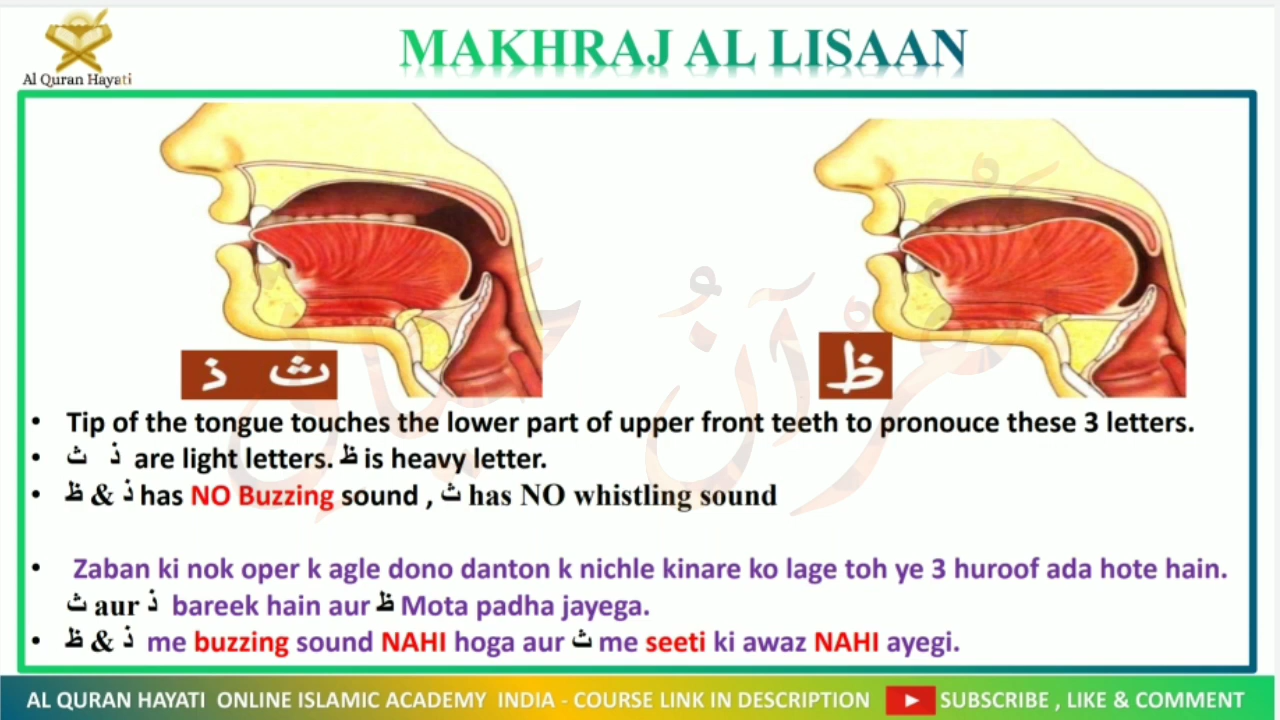 Al Quran Hayati
MAKHRAJ AL LISAAN
ذ ث
ظ
• Tip of the tongue touches the lower part of upper front teeth to pronouce these 3 letters.
• ث ذ are light letters. ظ is heavy letter.
• ظ & ذ has NO Buzzing sound , ث has NO whistling sound
• Zaban ki nok oper k agle dono danton k nichle kinare ko lage toh ye 3 huroof ada hote hain.
ث aur ذ bareek hain aur ظ Mota padha jayega.
• ظ & ذ me buzzing sound NAHI hoga aur ث me seeti ki awaz NAHI ayegi.
AL QURAN HAYATI ONLINE ISLAMIC ACADEMY INDIA - COURSE LINK IN DESCRIPTION SUBSCRIBE , LIKE & COMMENT